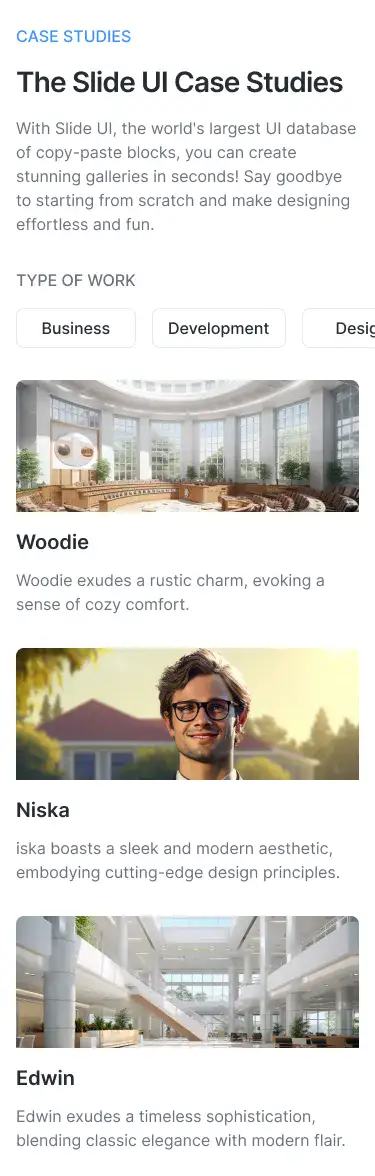 CASE STUDIES
The Slide UI Case Studies
With Slide UI, the world's largest UI database
of copy-paste blocks, you can create
stunning galleries in seconds! Say goodbye
to starting from scratch and make designing
effortless and fun.
TYPE OF WORK
Business Development Desig
Woodie
Woodie exudes a rustic charm, evoking a
sense of cozy comfort.
Niska
iska boasts a sleek and modern aesthetic,
embodying cutting-edge design principles.
Edwin
Edwin exudes a timeless sophistication,
blending classic elegance with modern flair.